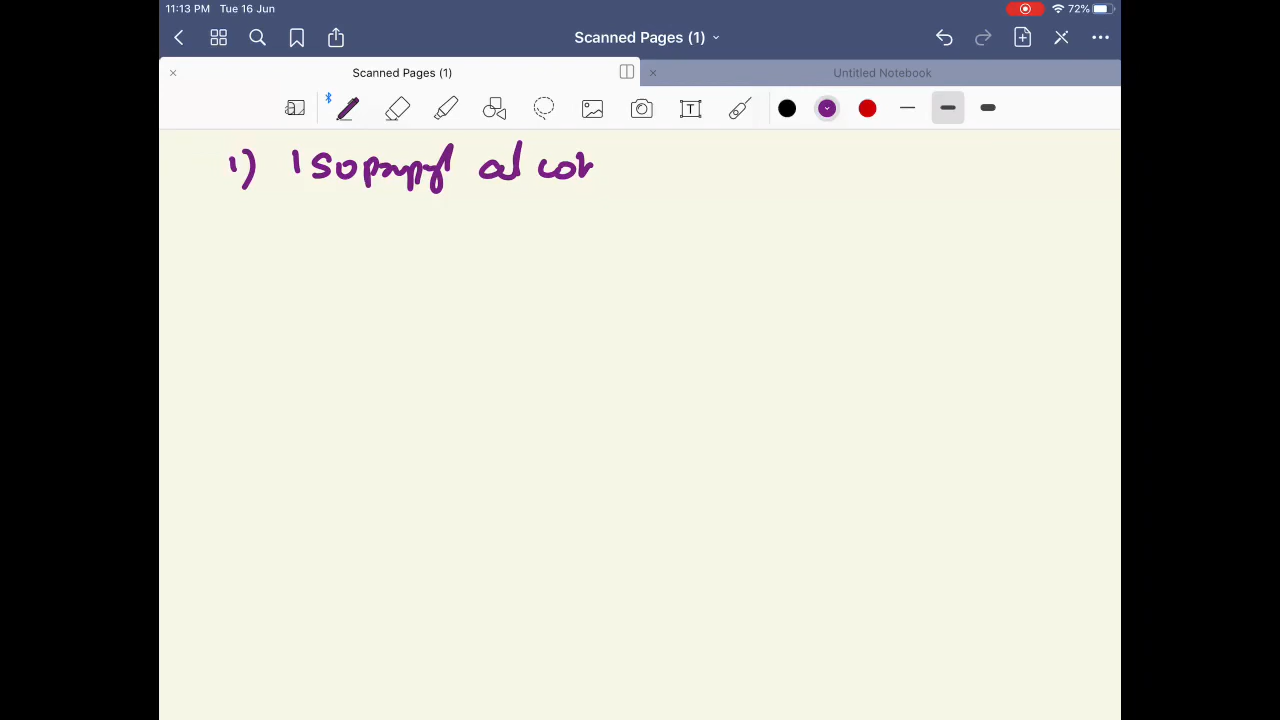 11:13 PM Tue 16 Jun 72%
Scanned Pages (1)
Scanned Pages (1) Untitled Notebook
1) Isopropyl